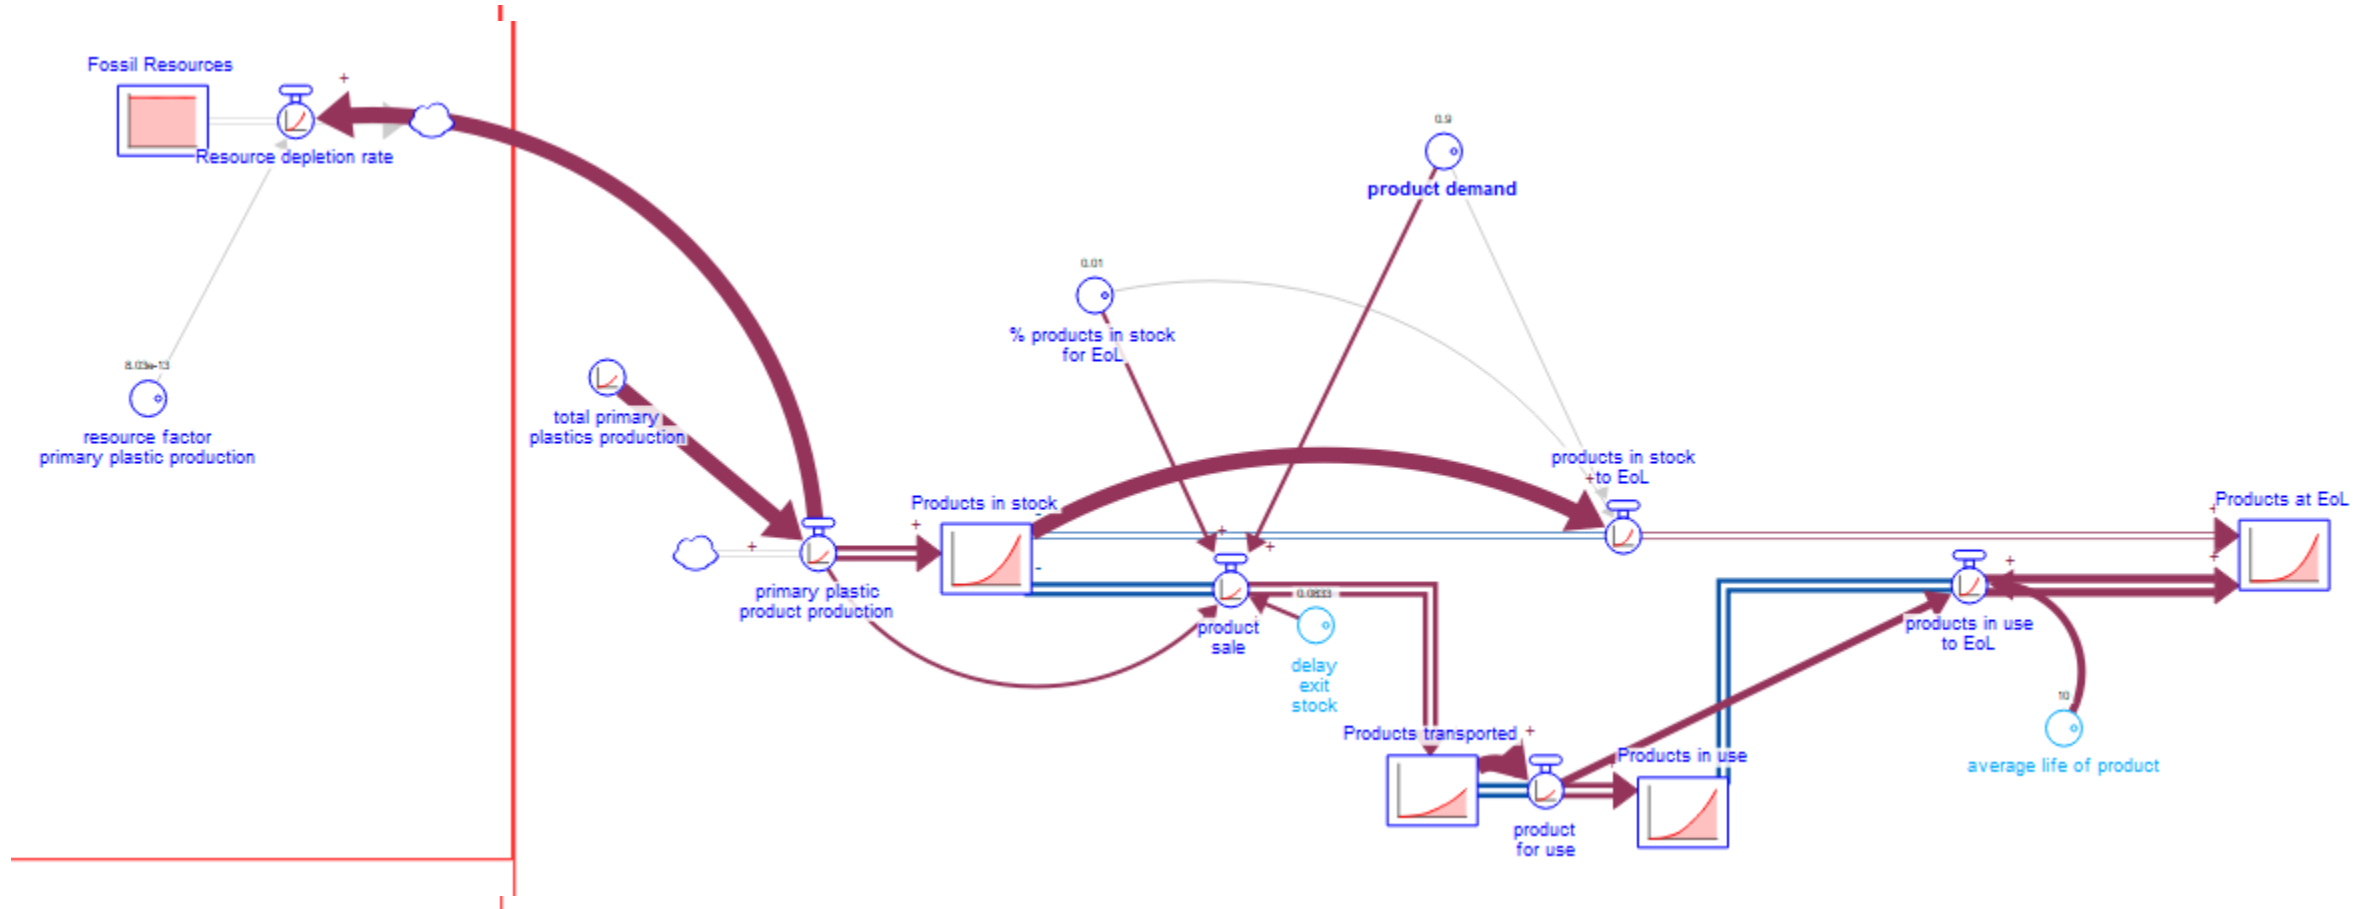 Fossil Resources
+
Resource depletion rate
8.03e-13
resource factor
primary plastic production
total primary
plastics production
+
primary plastic
product production
+
Products in stock
-
-
0.01
% products in stock
for EoL
0.9
product demand
+
+
product
sale
0.0833
delay
exit
stock
products in stock
+to EoL
Products transported
+
product
for use
Products in use
+
products in use
to EoL
10
average life of product
Products at EoL
+
+